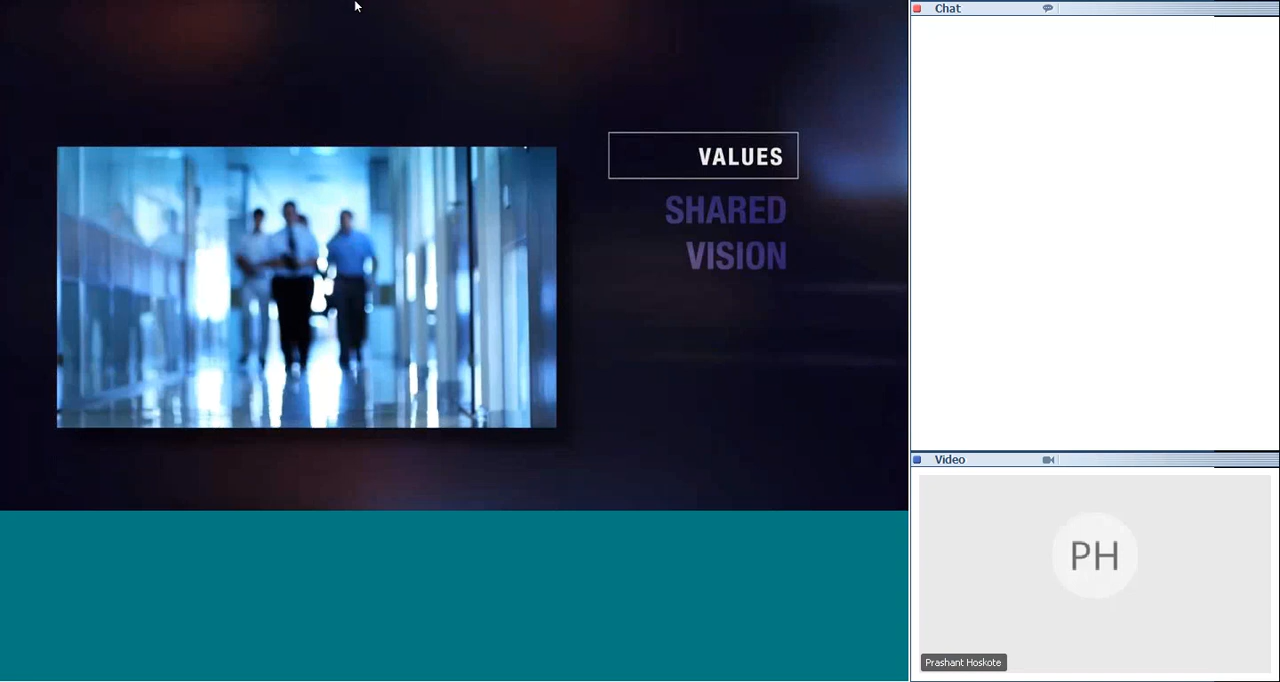 VALUES
SHARED
VISION
Chat
Video
PH
Prashant Hoskote